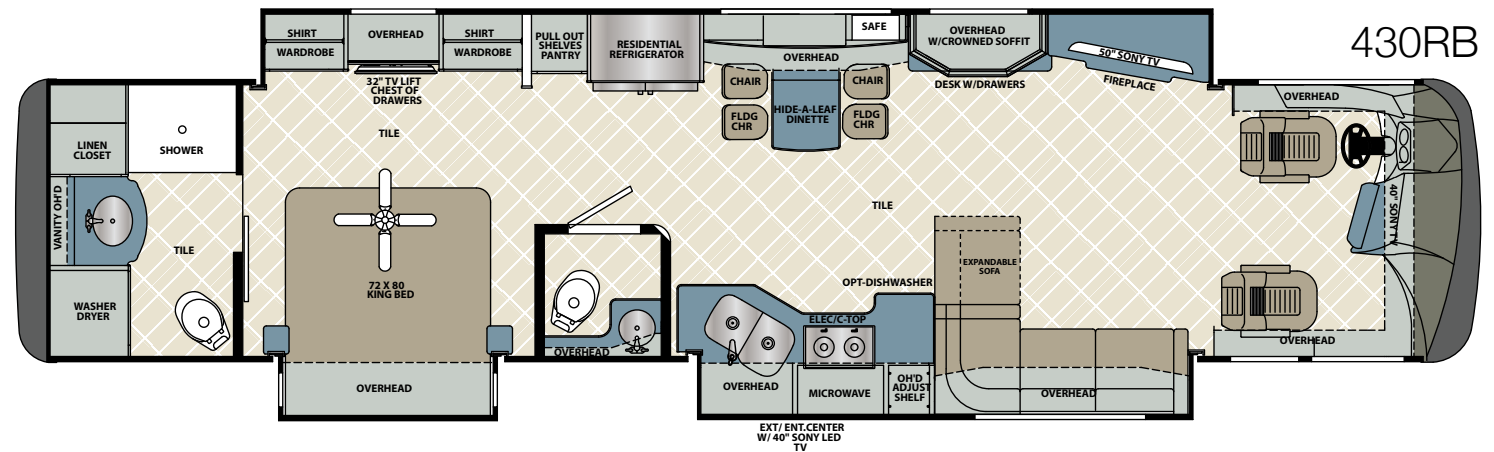 430RB
SHIRT
WARDROBE
OVERHEAD
SHIRT
WARDROBE
PULL OUT
SHELVES
PANTRY
RESIDENTIAL
REFRIGERATOR
SAFE
OVERHEAD
OVERHEAD
W/CROWNED SOFFIT
50" SONY TV
FIREPLACE
DESK W/DRAWERS
32" TV LIFT
CHEST OF
DRAWERS
TILE
CHAIR
FLDG
CHR
HIDE-A-LEAF
DINETTE
CHAIR
FLDG
CHR
OVERHEAD
LINEN
CLOSET
SHOWER
VANITY OH'D
TILE
WASHER
DRYER
72 X 80
KING BED
OVERHEAD
OVERHEAD
TILE
40" SONY TV
EXPANDABLE
SOFA
OPT-DISHWASHER
ELEC/C-TOP
OVERHEAD
MICROWAVE
OH'D
ADJUST
SHELF
OVERHEAD
OVERHEAD
EXT/ ENT.CENTER
W/ 40" SONY LED
TV